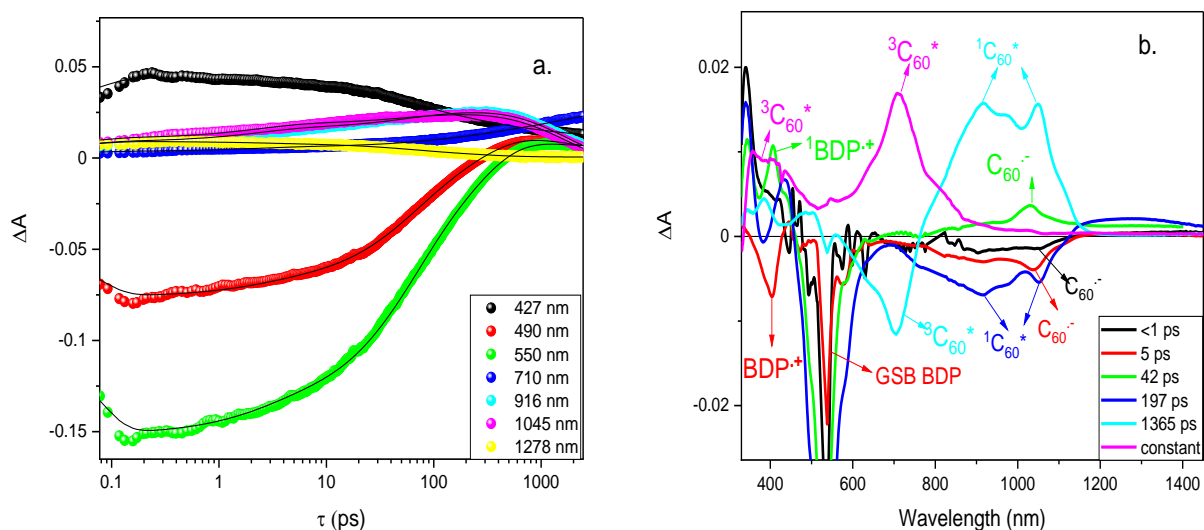 a.
0.05
0
-0.05
-0.1
-0.15
ΔA
0.1
1
10
100
1000
τ (ps)
427 nm
490 nm
550 nm
710 nm
916 nm
1045 nm
1278 nm
b.
0.02
0
-0.02
ΔA
400
600
800
1000
1200
1400
Wavelength (nm)
³C₆₀*
¹C₆₀*
³C₆₀*
¹BDP·⁺
C₆₀·⁻
C₆₀·⁻
³C₆₀*
¹C₆₀*
C₆₀·⁻
BDP·⁺
GSB BDP
<1 ps
5 ps
42 ps
197 ps
1365 ps
constant